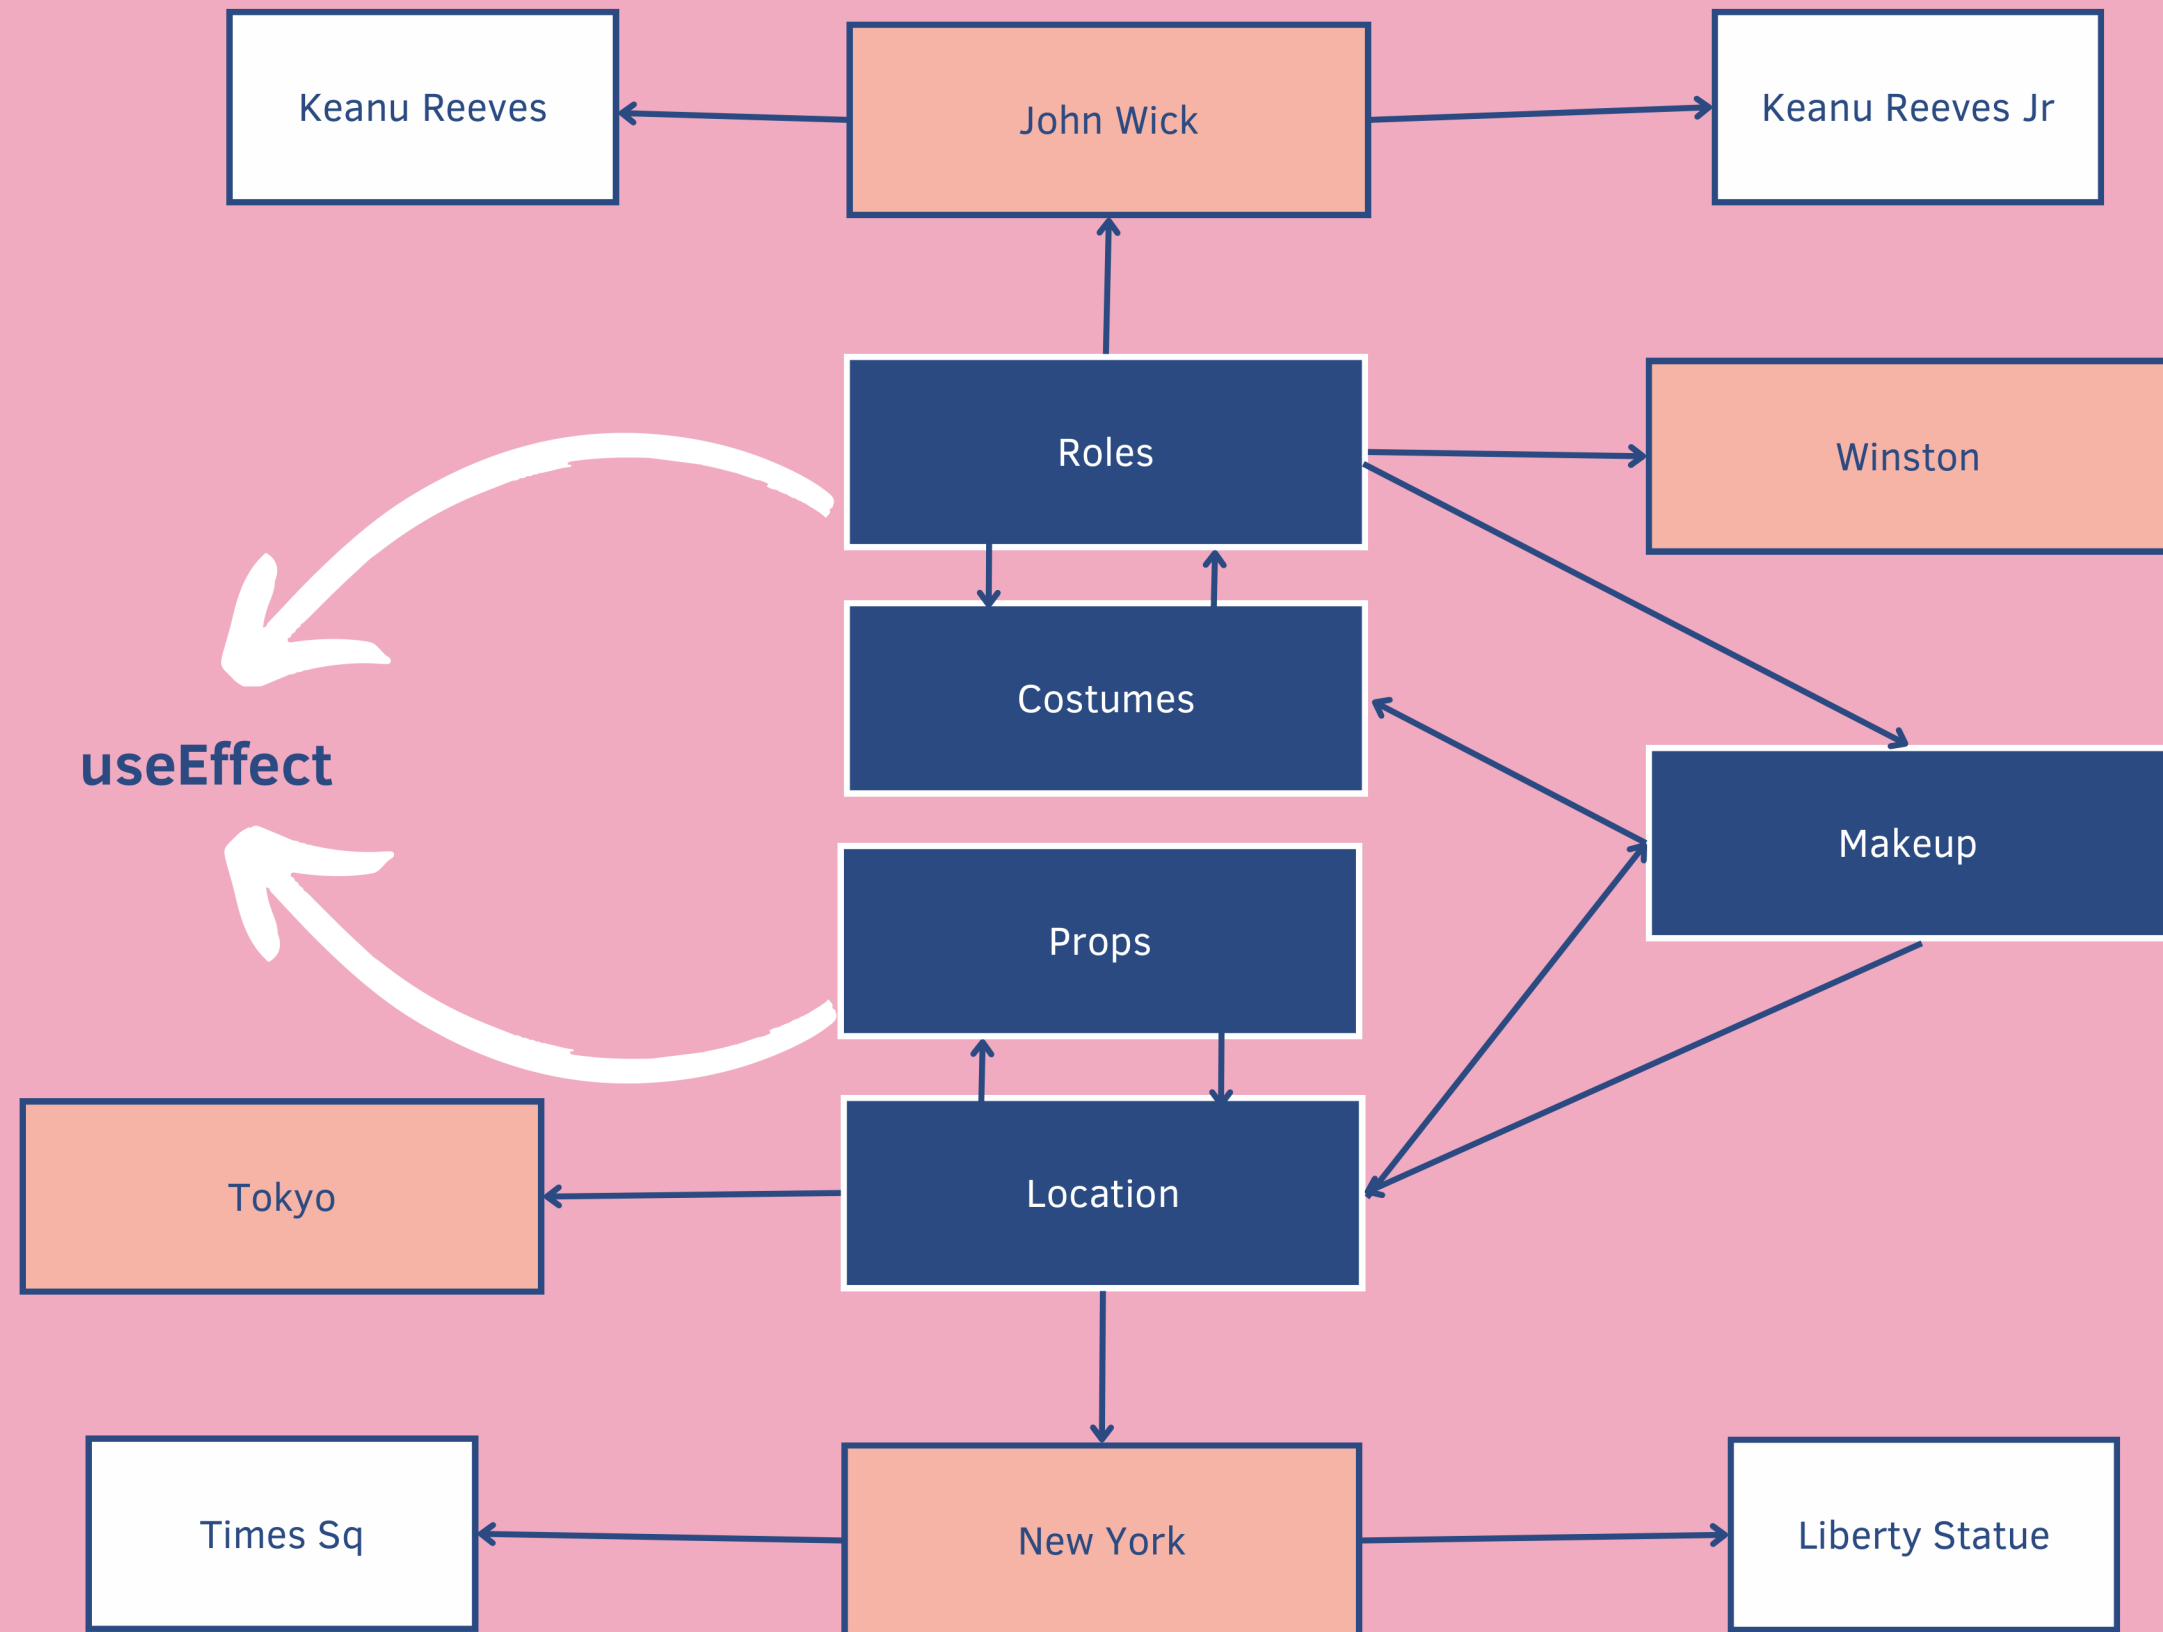 Keanu Reeves
John Wick
Keanu Reeves Jr
Roles
Winston
Costumes
useEffect
Makeup
Props
Tokyo
Location
Times Sq
New York
Liberty Statue